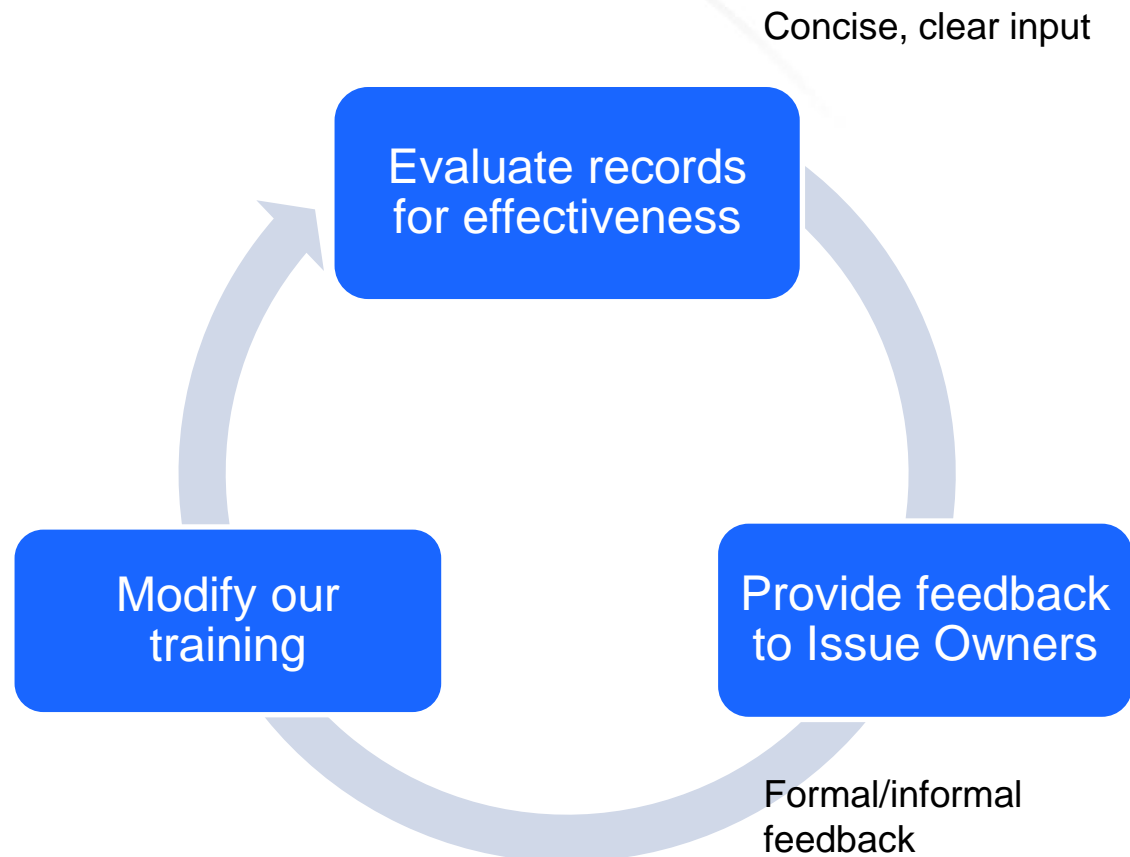 Concise, clear input
Evaluate records
for effectiveness
Modify our
training
Provide feedback
to Issue Owners
Formal/informal
feedback